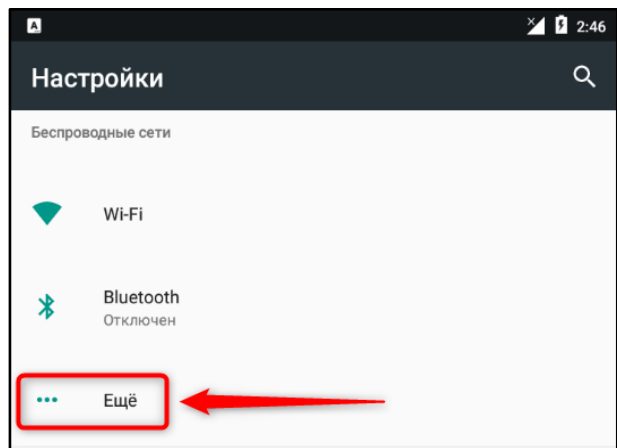 A
2:46
Настройки
Беспроводные сети
Wi-Fi
Bluetooth
Отключен
Ещё